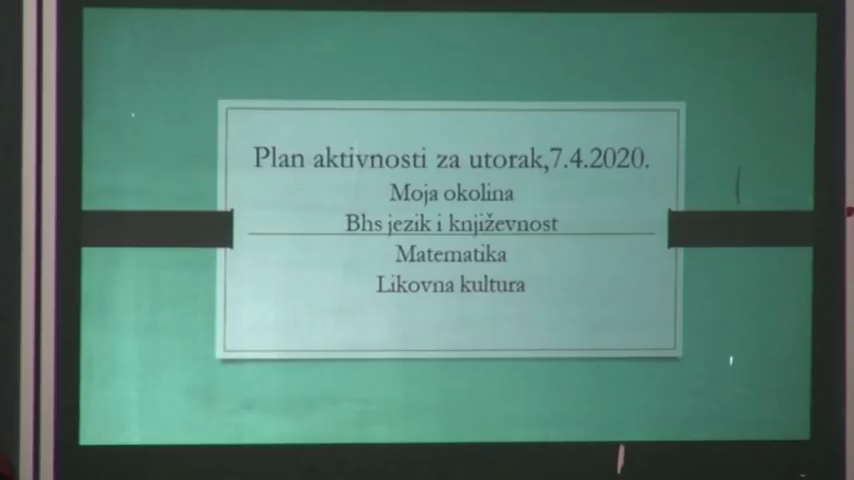 Plan aktivnosti za utorak,7.4.2020.
Moja okolina
Bhs jezik i književnost
Matematika
Likovna kultura